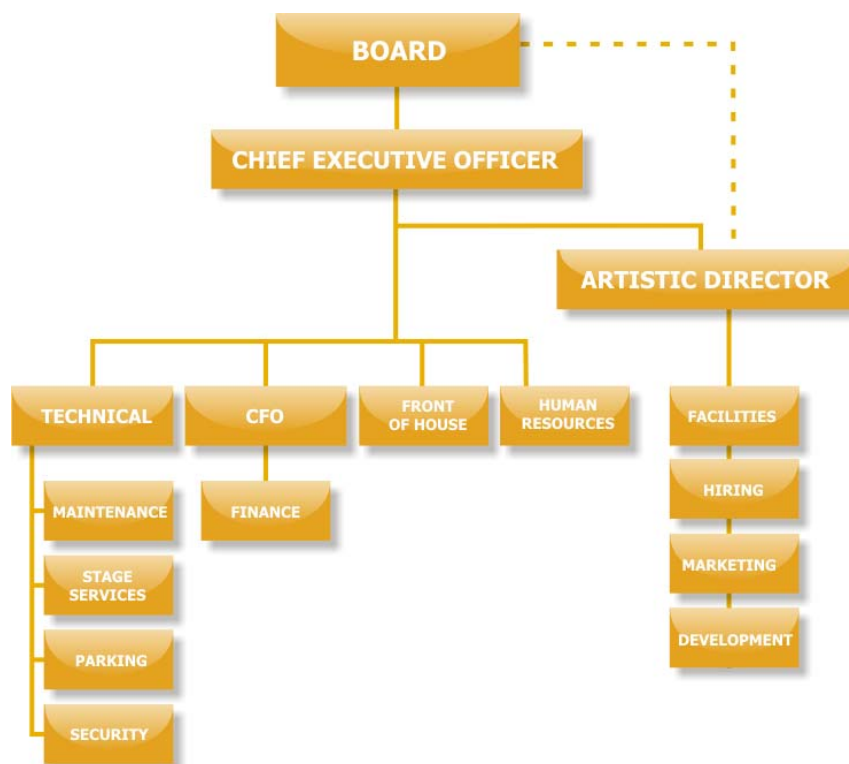 BOARD
CHIEF EXECUTIVE OFFICER
ARTISTIC DIRECTOR
TECHNICAL
CFO
FRONT
OF HOUSE
HUMAN
RESOURCES
FACILITIES
MAINTENANCE
FINANCE
HIRING
STAGE
SERVICES
MARKETING
PARKING
DEVELOPMENT
SECURITY